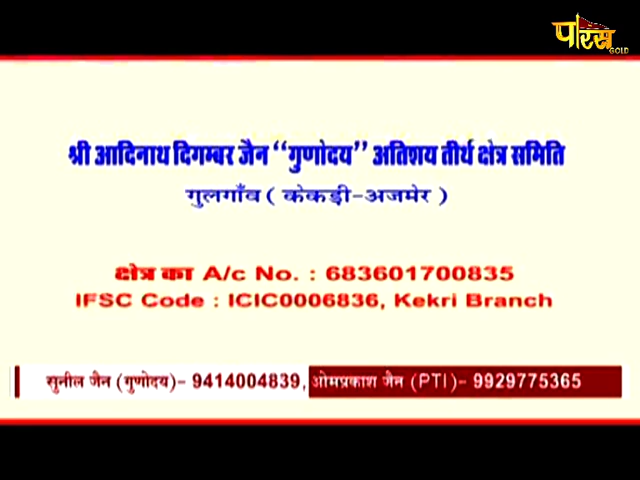 पारस
GOLD
श्री आदिनाथ दिगम्बर जैन “गुणोदय” अतिशय तीर्थ क्षेत्र समिति
गुलगाँव ( केकड़ी-अजमेर )
क्षेत्र का A/c No. : 683601700835
IFSC Code : ICIC0006836, Kekri Branch
सुनील जैन (गुणोदय)- 9414004839, ओमप्रकाश जैन (PTI)- 9929775365